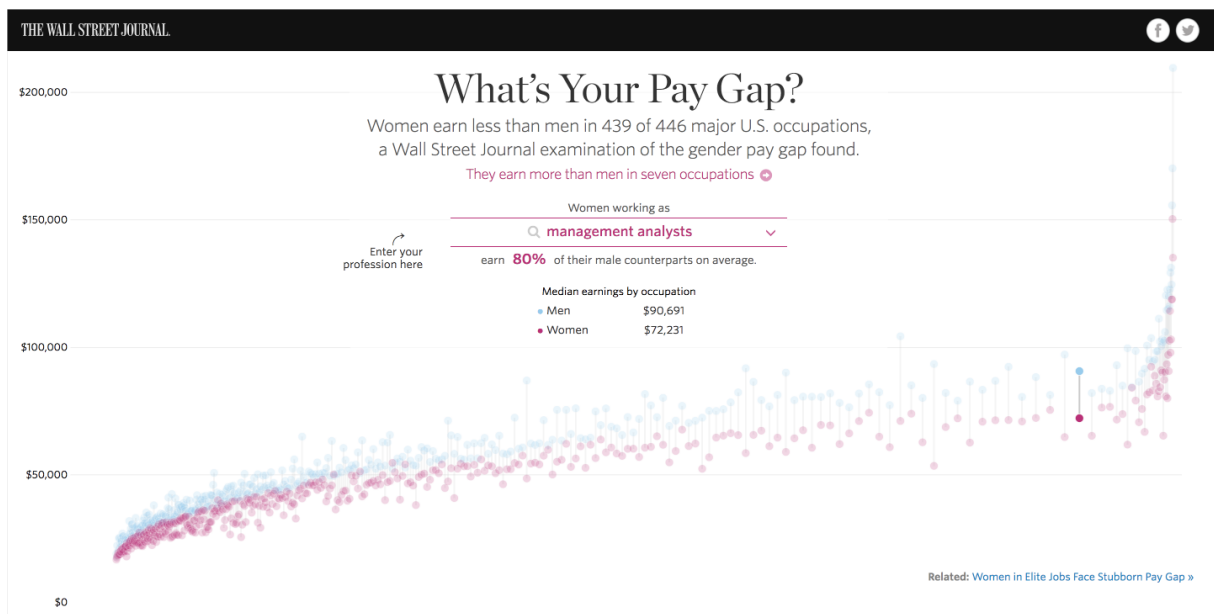 THE WALL STREET JOURNAL.
What's Your Pay Gap?
$200,000
Women earn less than men in 439 of 446 major U.S. occupations,
a Wall Street Journal examination of the gender pay gap found.
They earn more than men in seven occupations
Women working as
$150,000
management analysts
Enter your
profession here
earn 80% of their male counterparts on average.
Median earnings by occupation
Men $90,691
Women $72,231
$100,000
$50,000
Related: Women in Elite Jobs Face Stubborn Pay Gap »
$0